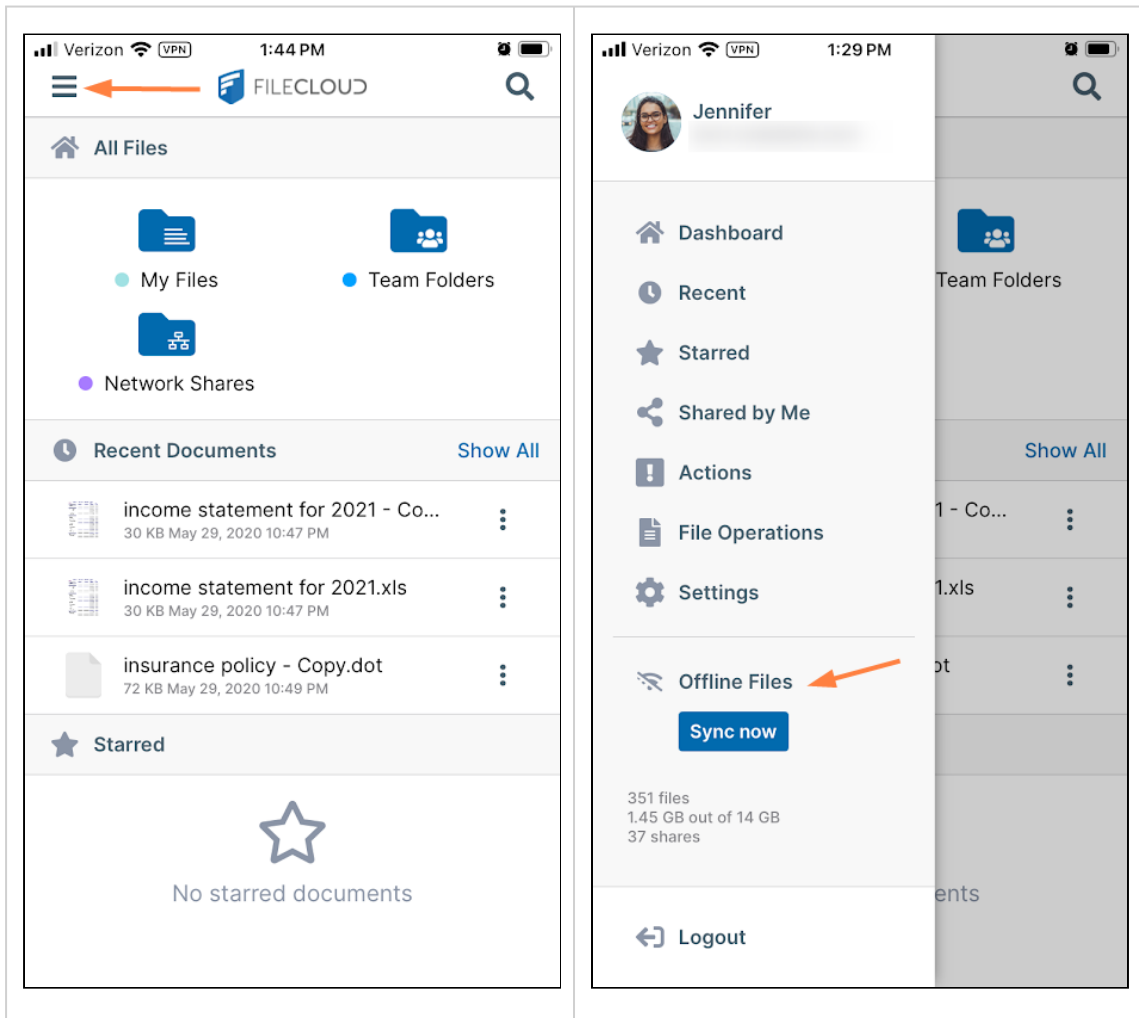 Verizon VPN 1:44 PM
FILECLOUD
All Files
My Files
Team Folders
Network Shares
Recent Documents Show All
income statement for 2021 - Co...
30 KB May 29, 2020 10:47 PM
income statement for 2021.xls
30 KB May 29, 2020 10:47 PM
insurance policy - Copy.dot
72 KB May 29, 2020 10:49 PM
Starred
No starred documents
Verizon VPN 1:29 PM
Jennifer
Dashboard
Recent
Starred
Shared by Me
Actions
File Operations
Settings
Offline Files
Sync now
351 files
1.45 GB out of 14 GB
37 shares
Logout
Team Folders
Show All
1 - Co...
1.xls
ot
ents